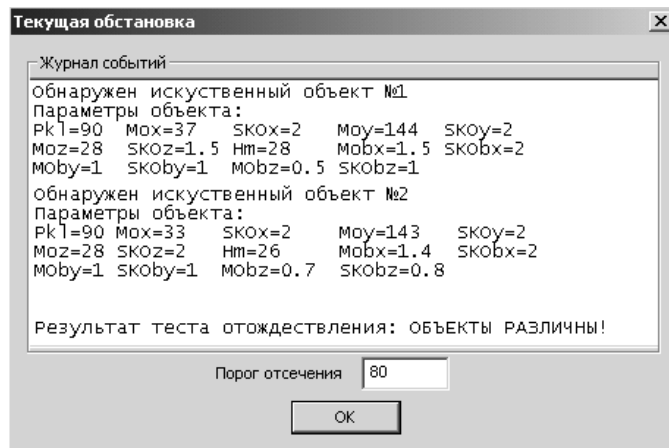 Текущая обстановка
Журнал событий
Обнаружен искуственный объект №1
Параметры объекта:
Pkl=90 Mox=37 SKOx=2 Moy=144 SKOy=2
Moz=28 SKOz=1.5 Hm=28 Mobx=1.5 SKObx=2
MOby=1 SKOby=1 MObz=0.5 SKObz=1
Обнаружен искуственный объект №2
Параметры объекта:
Pkl=90 Mox=33 SKOx=2 Moy=143 SKOy=2
Moz=28 SKOz=2 Hm=26 Mobx=1.4 SKObx=2
MOby=1 SKOby=1 MObz=0.7 SKObz=0.8
Результат теста отождествления: ОБЪЕКТЫ РАЗЛИЧНЫ!
Порог отсечения 80
OK